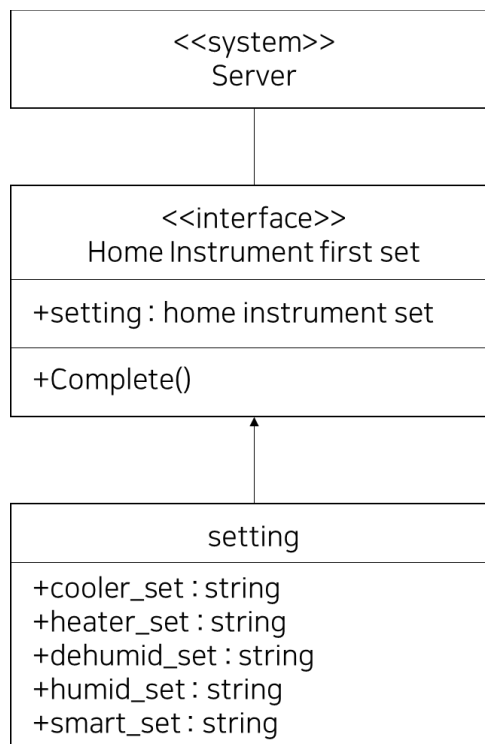 <<system>>
Server
<<interface>>
Home Instrument first set
+setting : home instrument set
+Complete()
setting
+cooler_set : string
+heater_set : string
+dehumid_set : string
+humid_set : string
+smart_set : string